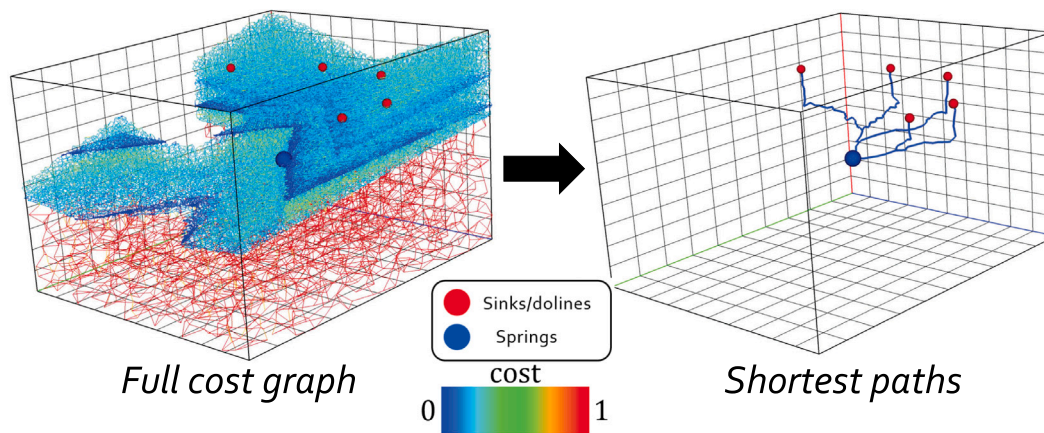 Sinks/dolines
Springs
Full cost graph
cost
Shortest paths
0
1